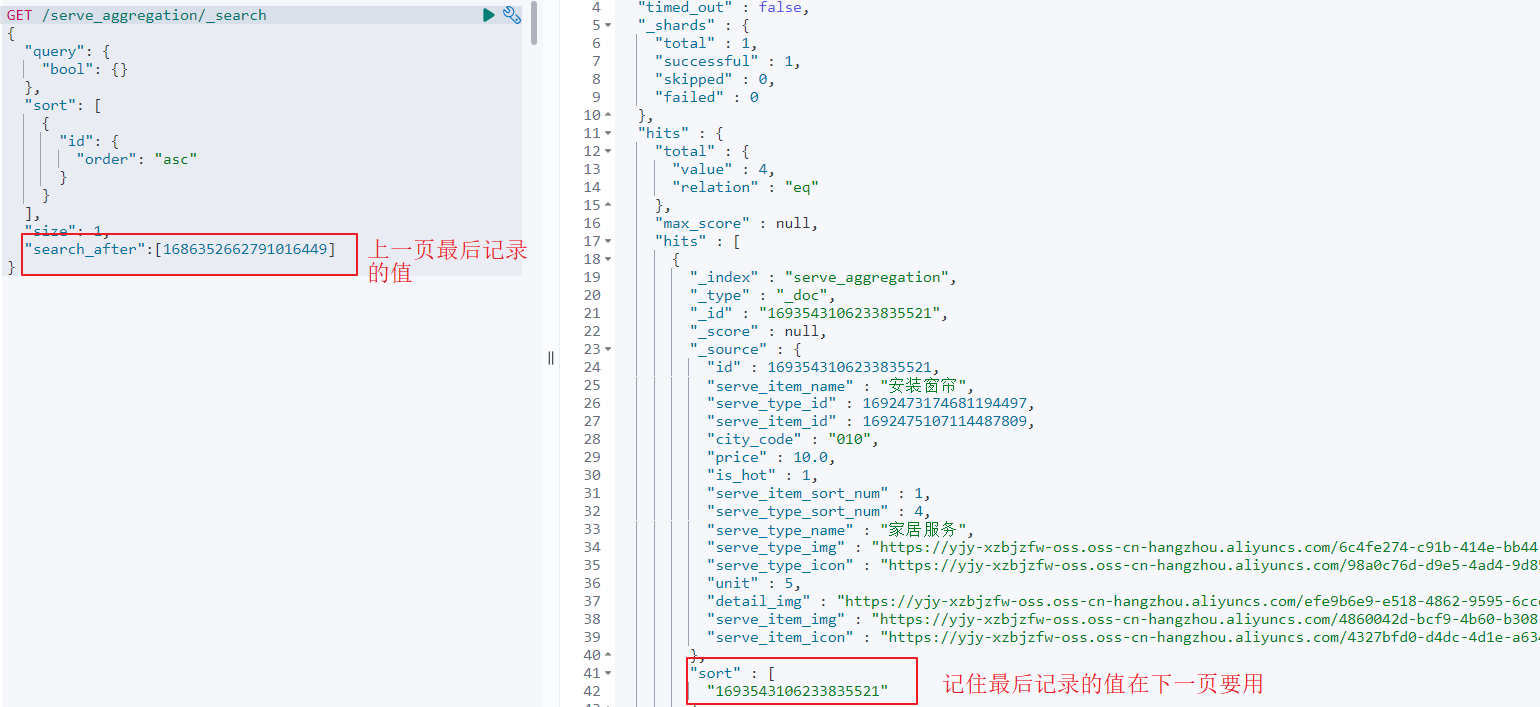 GET /serve_aggregation/_search
{
"query": {
"bool": {}
},
"sort": [
{
"id": {
"order": "asc"
}
}
],
"size": 1,
"search_after":[1686352662791016449]
}
上一页最后记录
的值
4 "timed_out" : false,
5 "_shards" : {
6 "total" : 1,
7 "successful" : 1,
8 "skipped" : 0,
9 "failed" : 0
10 },
11 "hits" : {
12 "total" : {
13 "value" : 4,
14 "relation" : "eq"
15 },
16 "max_score" : null,
17 "hits" : [
18 {
19 "_index" : "serve_aggregation",
20 "_type" : "_doc",
21 "_id" : "1693543106233835521",
22 "_score" : null,
23 "_source" : {
24 "id" : 1693543106233835521,
25 "serve_item_name" : "安装窗帘",
26 "serve_type_id" : 1692473174681194497,
27 "serve_item_id" : 1692475107114487809,
28 "city_code" : "010",
29 "price" : 10.0,
30 "is_hot" : 1,
31 "serve_item_sort_num" : 1,
32 "serve_type_sort_num" : 4,
33 "serve_type_name" : "家居服务",
34 "serve_type_img" : "https://yjy-xzbjzfw-oss.oss-cn-hangzhou.aliyuncs.com/6c4fe274-c91b-414e-bb44
35 "serve_type_icon" : "https://yjy-xzbjzfw-oss.oss-cn-hangzhou.aliyuncs.com/98a0c76d-d9e5-4ad4-9d85
36 "unit" : 5,
37 "detail_img" : "https://yjy-xzbjzfw-oss.oss-cn-hangzhou.aliyuncs.com/efe9b6e9-e518-4862-9595-6cc
38 "serve_item_img" : "https://yjy-xzbjzfw-oss.oss-cn-hangzhou.aliyuncs.com/4860042d-bcf9-4b60-b308
39 "serve_item_icon" : "https://yjy-xzbjzfw-oss.oss-cn-hangzhou.aliyuncs.com/4327bfd0-d4dc-4d1e-a634
40 },
41 "sort" : [
42 "1693543106233835521"
记住最后记录的值在下一页要用